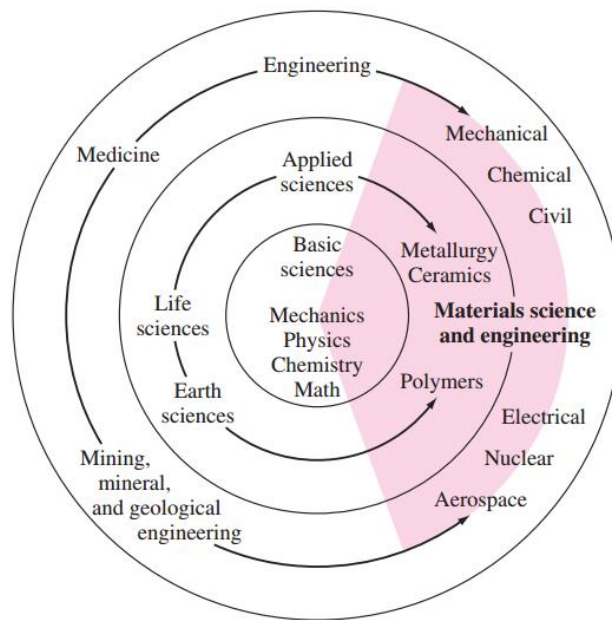 Engineering
Medicine
Mechanical
Chemical
Civil
Applied
sciences
Basic
sciences
Metallurgy
Ceramics
Life
sciences
Mechanics
Physics
Chemistry
Math
Materials science
and engineering
Earth
sciences
Polymers
Electrical
Nuclear
Aerospace
Mining,
mineral,
and geological
engineering